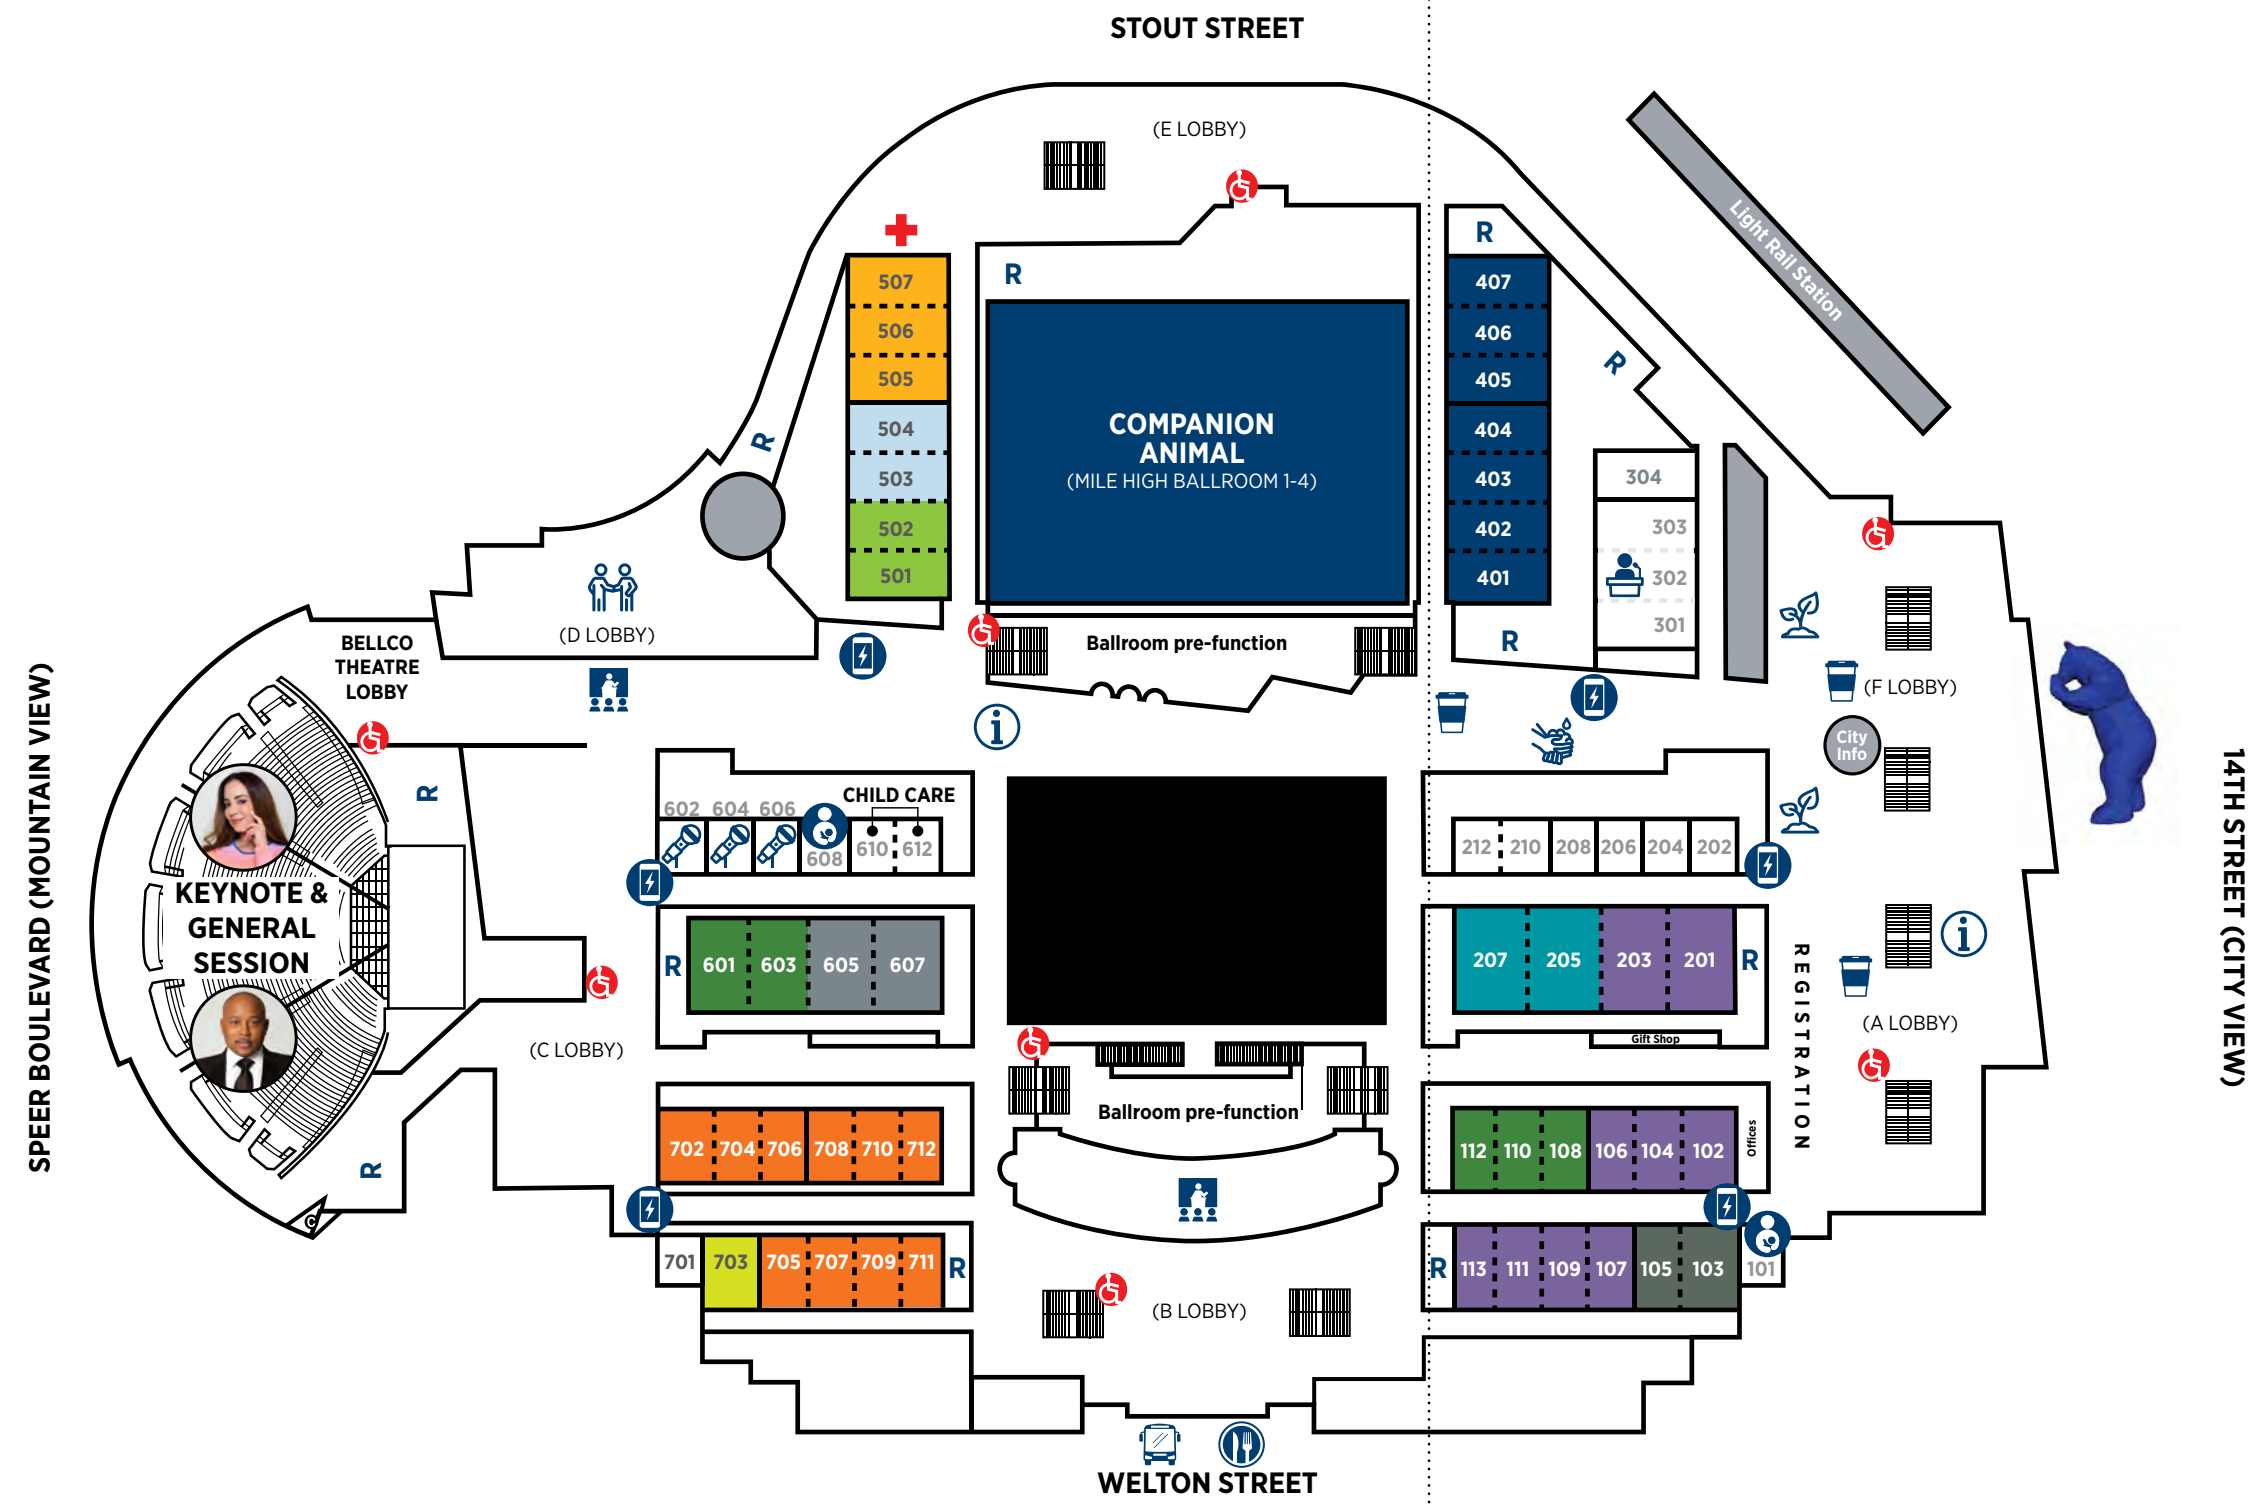 STOUT STREET
(E LOBBY)
Light Rail Station
R
R
507
506
505
504
503
502
501
COMPANION
ANIMAL
(MILE HIGH BALLROOM 1-4)
407
406
405
404
403
402
401
R
R
304
303
302
301
R
(D LOBBY)
BELLCO
THEATRE
LOBBY
Ballroom pre-function
i
(F LOBBY)
City
Info
SPEER BOULEVARD (MOUNTAIN VIEW)
14TH STREET (CITY VIEW)
R
CHILD CARE
602 604 606
608 610 612
212 210 208 206 204 202
KEYNOTE &
GENERAL
SESSION
R 601 603 605 607
207 205 203 201 R
REGISTRATION
i
(A LOBBY)
Gift Shop
(C LOBBY)
Ballroom pre-function
702 704 706 708 710 712
112 110 108 106 104 102
Offices
R
C
701 703 705 707 709 711 R
R 113 111 109 107 105 103 101
(B LOBBY)
WELTON STREET